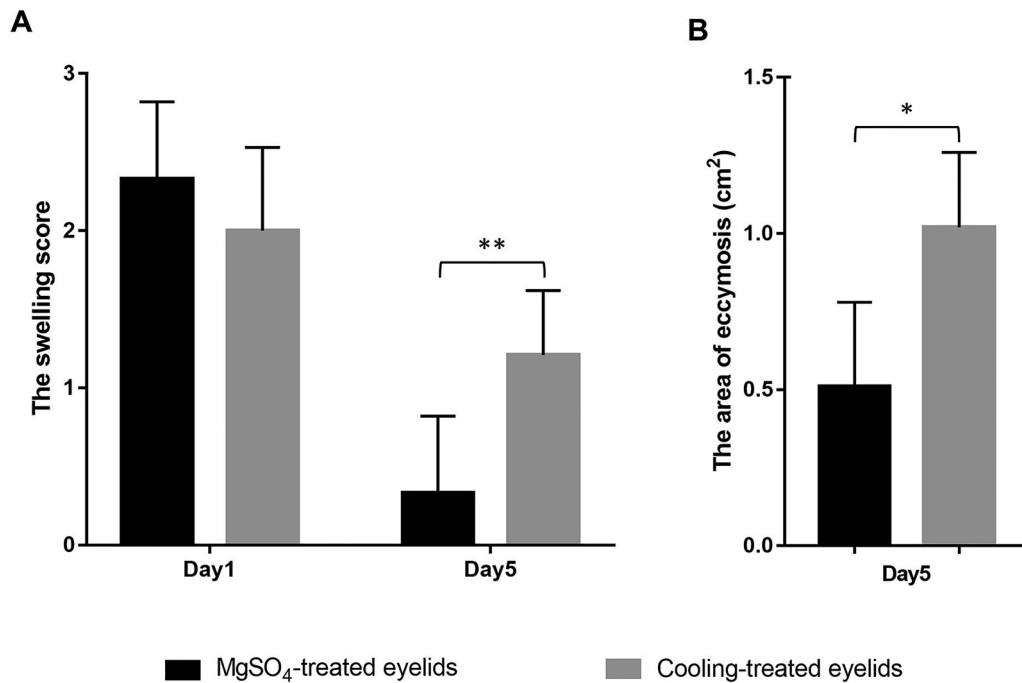 A
The swelling score
3
2
1
0
**
Day1
Day5
B
The area of eccymosis (cm²)
1.5
1.0
0.5
0.0
*
Day5
MgSO₄-treated eyelids
Cooling-treated eyelids